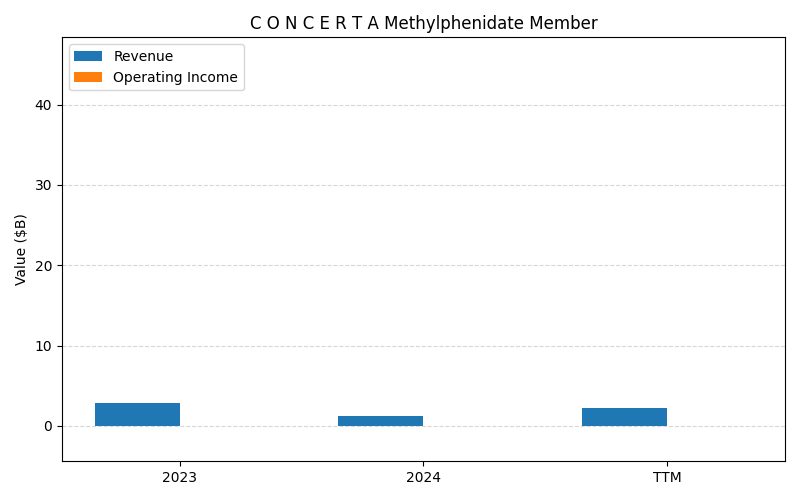 C O N C E R T A Methylphenidate Member
Revenue
Operating Income
Value ($B)
40
30
20
10
0
2023
2024
TTM